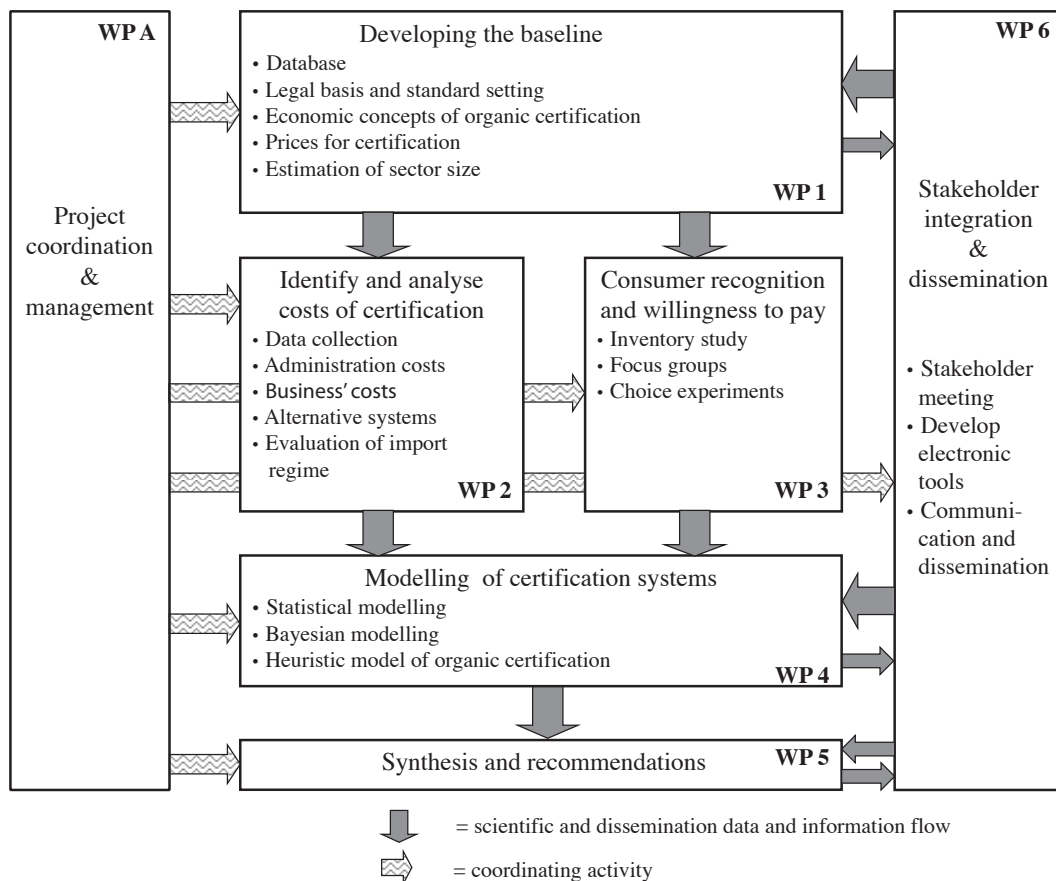 WP A
Project
coordination
&
management
Developing the baseline
• Database
• Legal basis and standard setting
• Economic concepts of organic certification
• Prices for certification
• Estimation of sector size
WP 1
Identify and analyse
costs of certification
• Data collection
• Administration costs
• Business’ costs
• Alternative systems
• Evaluation of import
regime
WP 2
Consumer recognition
and willingness to pay
• Inventory study
• Focus groups
• Choice experiments
WP 3
Modelling of certification systems
• Statistical modelling
• Bayesian modelling
• Heuristic model of organic certification
WP 4
Synthesis and recommendations
WP 5
WP 6
Stakeholder
integration
&
dissemination
• Stakeholder
meeting
• Develop
electronic
tools
• Communi-
cation and
dissemination
= scientific and dissemination data and information flow
= coordinating activity